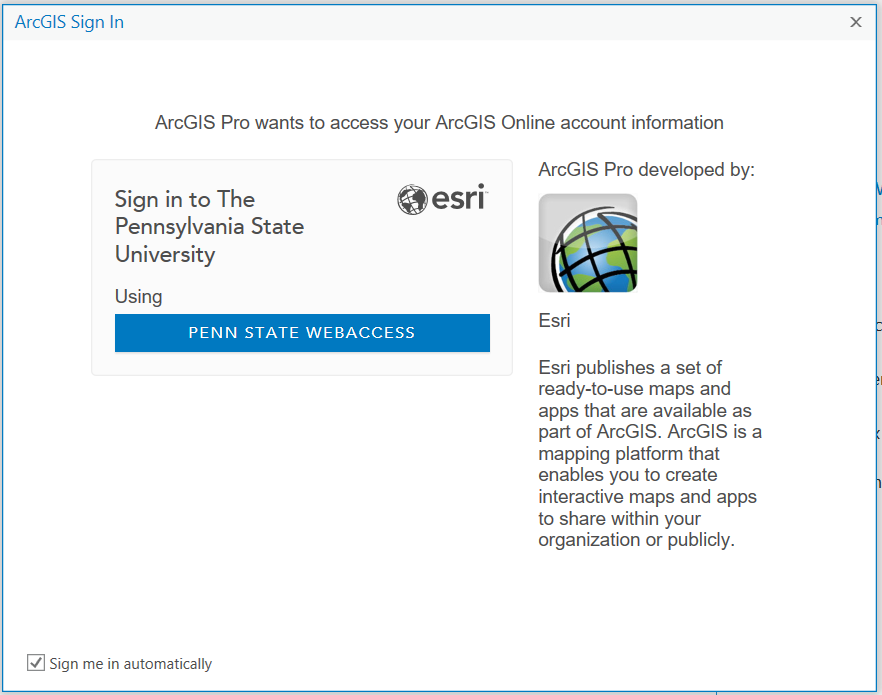 ArcGIS Sign In
ArcGIS Pro wants to access your ArcGIS Online account information
Sign in to The
Pennsylvania State
University
esri
Using
PENN STATE WEBACCESS
ArcGIS Pro developed by:
Esri
Esri publishes a set of
ready-to-use maps and
apps that are available as
part of ArcGIS. ArcGIS is a
mapping platform that
enables you to create
interactive maps and apps
to share within your
organization or publicly.
Sign me in automatically